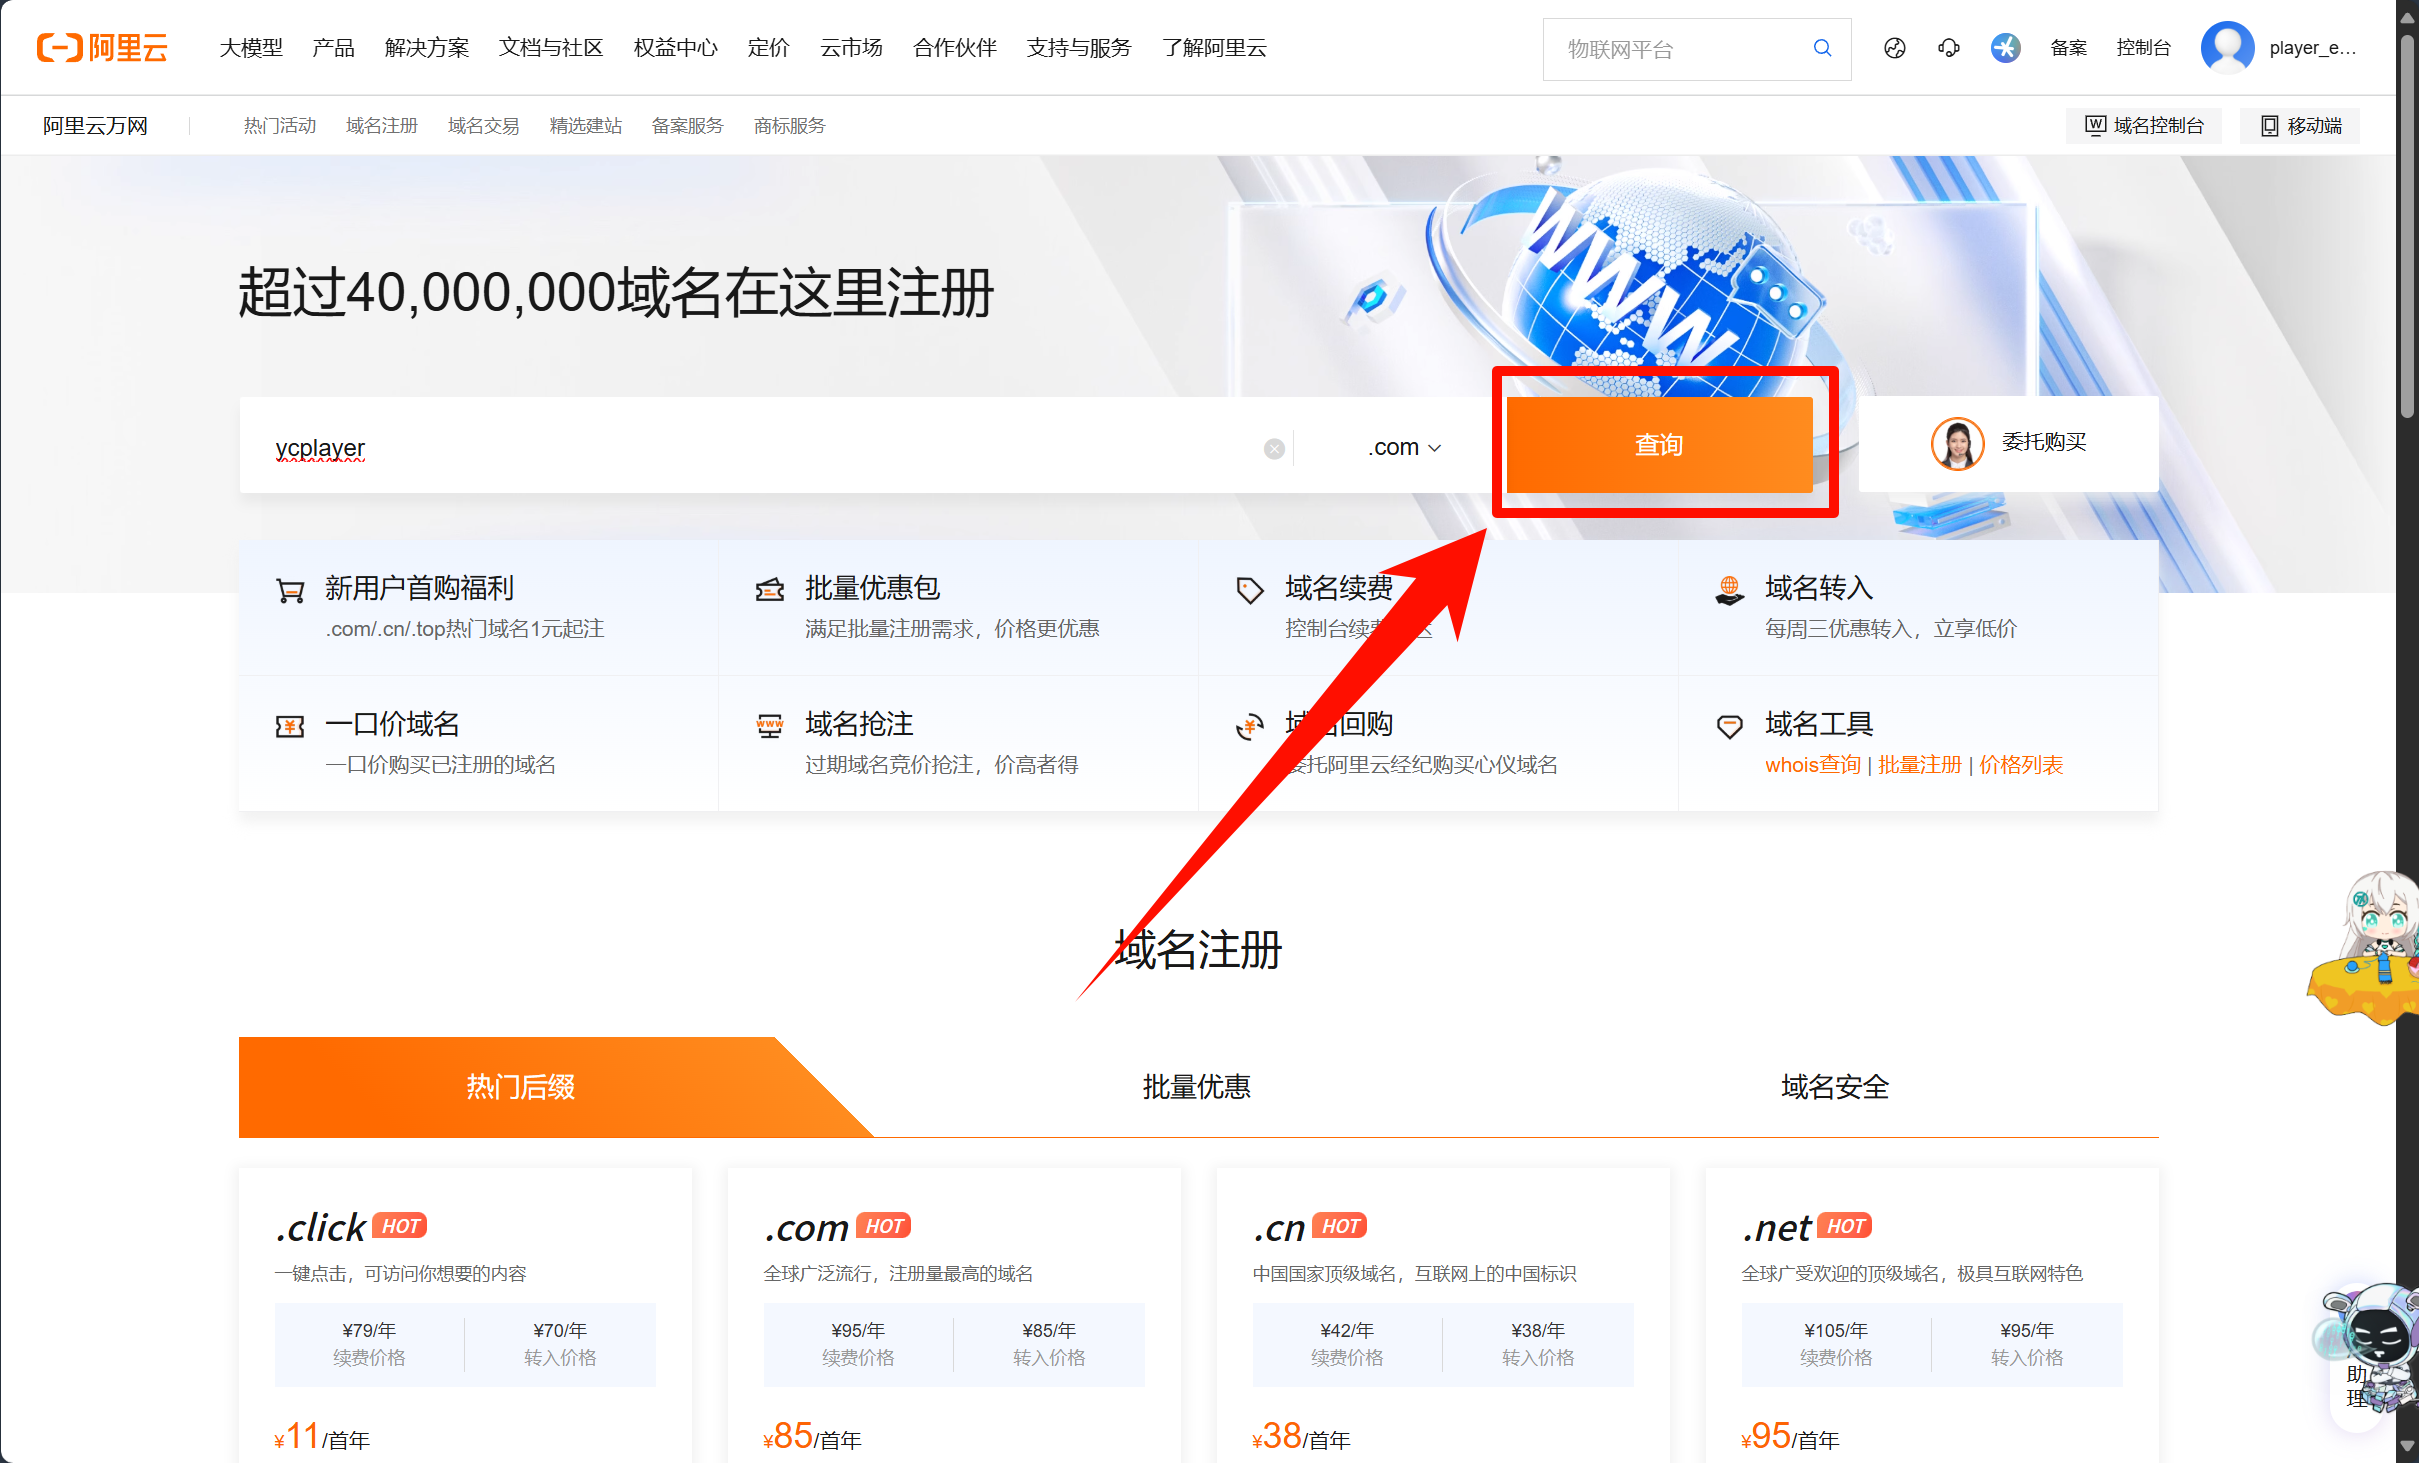 阿里云
大模型 产品 解决方案 文档与社区 权益中心 定价 云市场 合作伙伴 支持与服务 了解阿里云
物联网平台
备案 控制台 player_e...
阿里云万网 热门活动 域名注册 域名交易 精选建站 备案服务 商标服务
域名控制台 移动端
WWW
超过40,000,000域名在这里注册
ycplayer .com 查询 委托购买
新用户首购福利
.com/.cn/.top热门域名1元起注
批量优惠包
满足批量注册需求，价格更优惠
域名续费
控制台续
域名转入
每周三优惠转入，立享低价
一口价域名
一口价购买已注册的域名
域名抢注
过期域名竞价抢注，价高者得
回购
委托阿里云经纪购买心仪域名
域名工具
whois查询 | 批量注册 | 价格列表
域名注册
热门后缀 批量优惠 域名安全
.click HOT
一键点击，可访问你想要的内容
¥79/年 ¥70/年
续费价格 转入价格
¥11/首年
.com HOT
全球广泛流行，注册量最高的域名
¥95/年 ¥85/年
续费价格 转入价格
¥85/首年
.cn HOT
中国国家顶级域名，互联网上的中国标识
¥42/年 ¥38/年
续费价格 转入价格
¥38/首年
.net HOT
全球广受欢迎的顶级域名，极具互联网特色
¥105/年 ¥95/年
续费价格 转入价格
¥95/首年
助
理